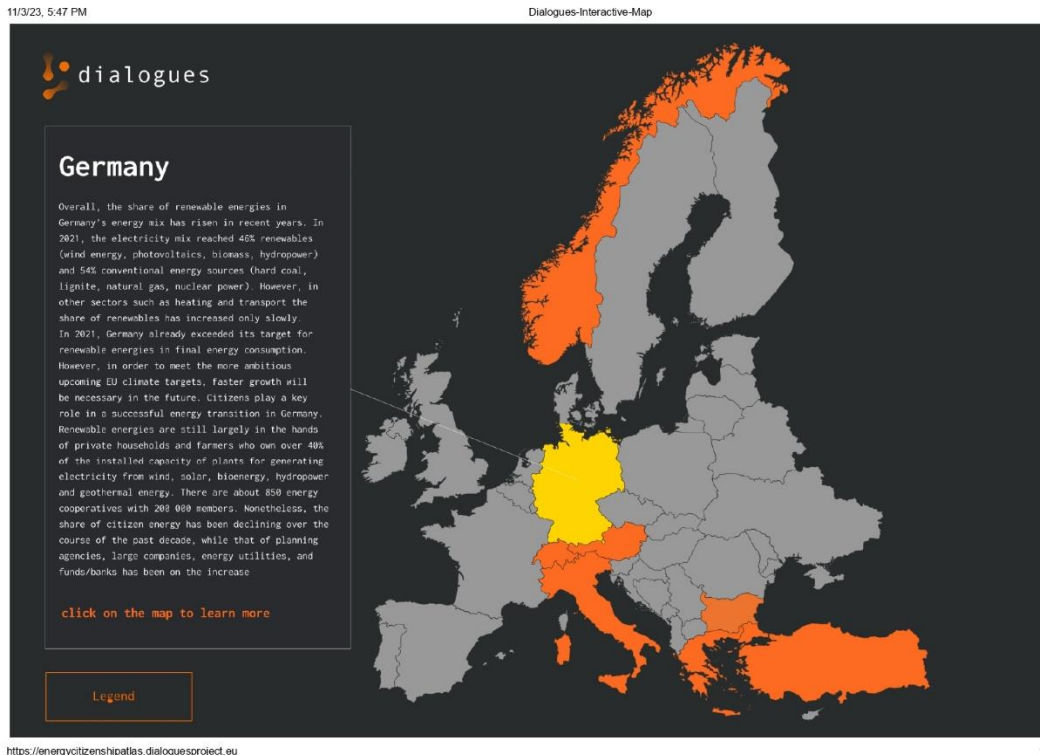 11/3/23, 5:47 PM
Dialogues-Interactive-Map
dialogues
Germany
Overall, the share of renewable energies in
Germany's energy mix has risen in recent years. In
2021, the electricity mix reached 46% renewables
(wind energy, photovoltaics, biomass, hydropower)
and 54% conventional energy sources (hard coal,
lignite, natural gas, nuclear power). However, in
other sectors such as heating and transport the
share of renewables has increased only slowly.
In 2021, Germany already exceeded its target for
renewable energies in final energy consumption.
However, in order to meet the more ambitious
upcoming EU climate targets, faster growth will
be necessary in the future. Citizens play a key
role in a successful energy transition in Germany.
Renewable energies are still largely in the hands
of private households and farmers who own over 40%
of the installed capacity of plants for generating
electricity from wind, solar, bioenergy, hydropower
and geothermal energy. There are about 850 energy
cooperatives with 200 000 members. Nonetheless, the
share of citizen energy has been declining over the
course of the past decade, while that of planning
agencies, large companies, energy utilities, and
funds/banks has been on the increase
click on the map to learn more
Legend
https://energycitizenshipatlas.dialoguesproject.eu